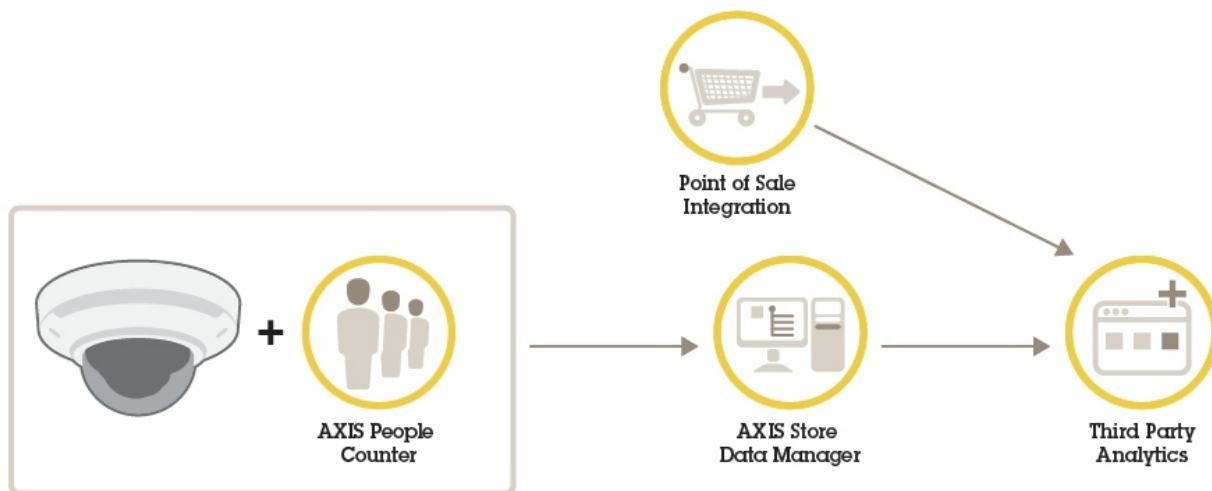 Point of Sale
Integration
+
AXIS People
Counter
AXIS Store
Data Manager
Third Party
Analytics